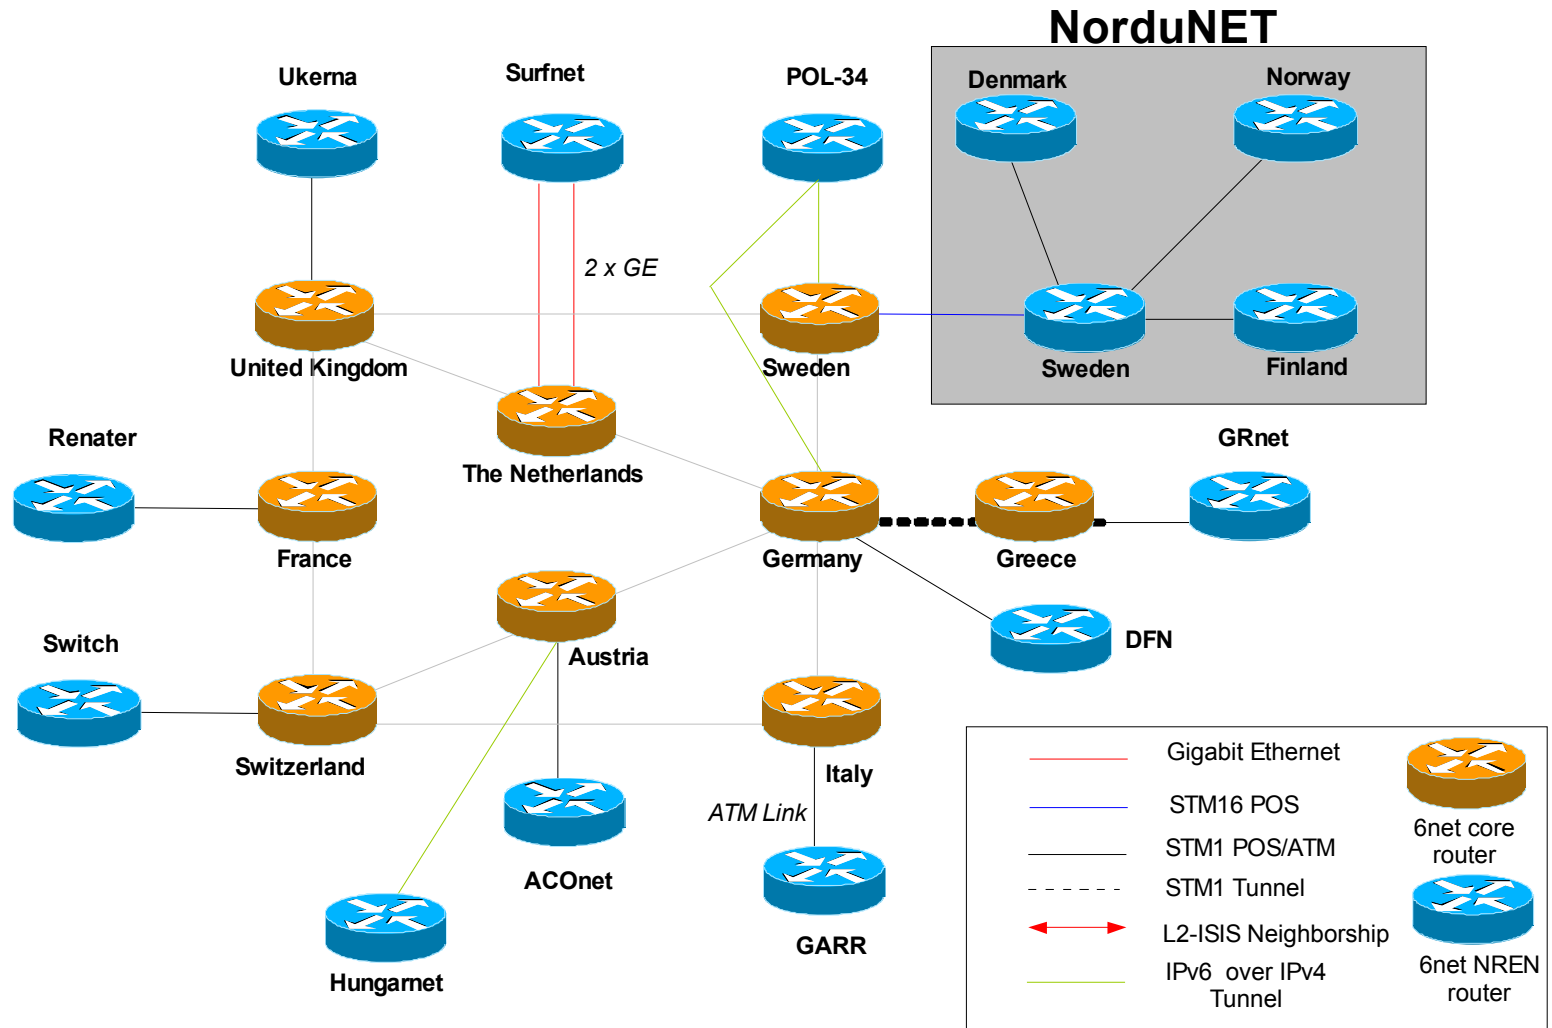 NorduNET
Ukerna
Surfnet
POL-34
Denmark
Norway
2 x GE
United Kingdom
Sweden
Sweden
Finland
Renater
The Netherlands
GRnet
France
Germany
Greece
Switch
Austria
DFN
Switzerland
Italy
ATM Link
ACOnet
GARR
Hungarnet
Gigabit Ethernet
STM16 POS
STM1 POS/ATM
STM1 Tunnel
L2-ISIS Neighborship
IPv6 over IPv4
Tunnel
6net core
router
6net NREN
router